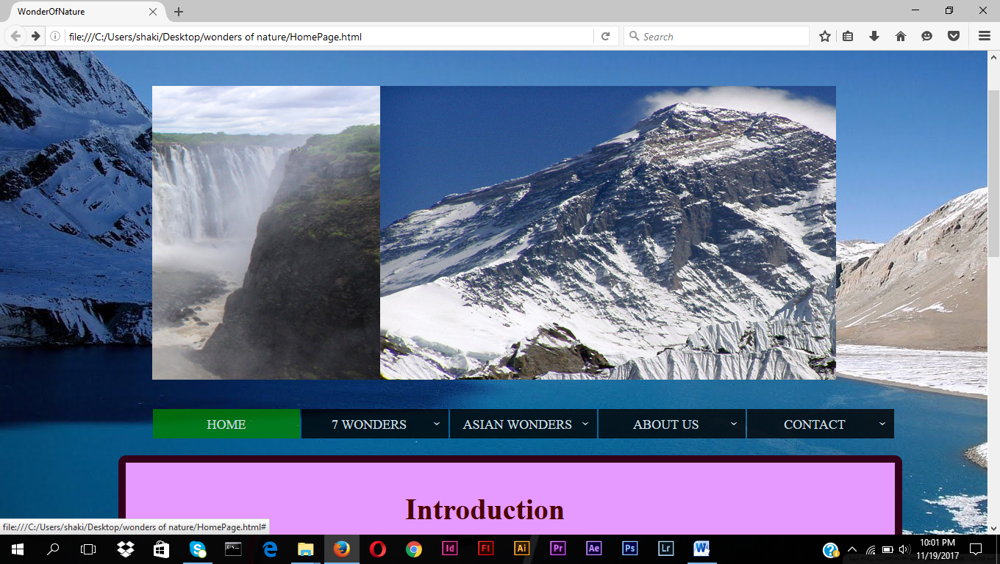 WonderOfNature
file:///C:/Users/shaki/Desktop/wonders of nature/HomePage.html
Search
HOME
7 WONDERS
ASIAN WONDERS
ABOUT US
CONTACT
Introduction
file:///C:/Users/shaki/Desktop/wonders of nature/HomePage.html#
Id
Fl
Ai
Pr
Ae
Ps
Lr
10:01 PM
11/19/2017